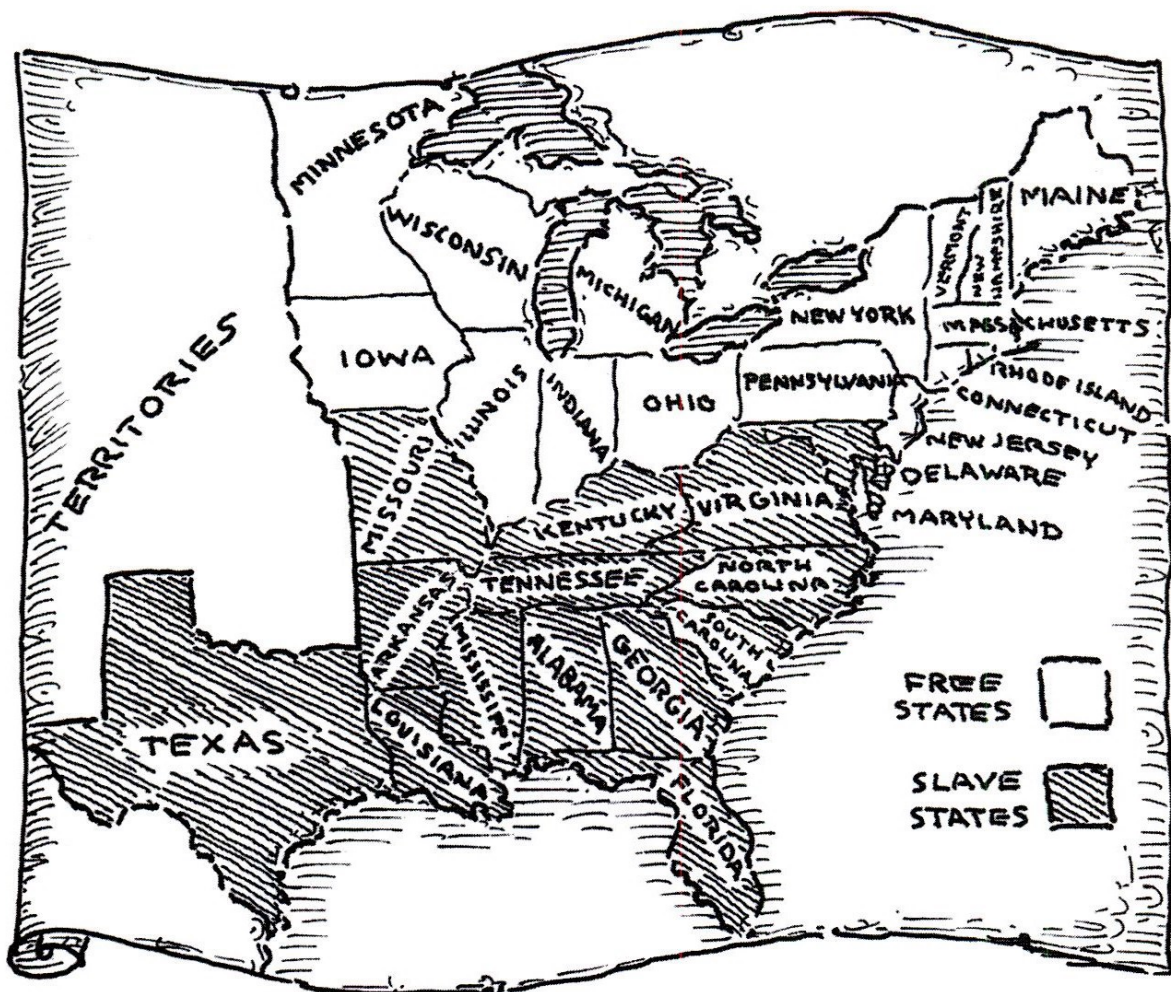 MINNESOTA
WISCONSIN
MICHIGAN
MAINE
VERMONT
NEW
HAMPSHIRE
NEW YORK
MASSACHUSETTS
IOWA
ILLINOIS
INDIANA
OHIO
PENNSYLVANIA
RHODE ISLAND
CONNECTICUT
NEW JERSEY
DELAWARE
MARYLAND
TERRITORIES
MISSOURI
KENTUCKY
VIRGINIA
TENNESSEE
NORTH
CAROLINA
ARKANSAS
MISSISSIPPI
ALABAMA
GEORGIA
SOUTH
CAROLINA
TEXAS
LOUISIANA
FLORIDA
FREE
STATES
SLAVE
STATES